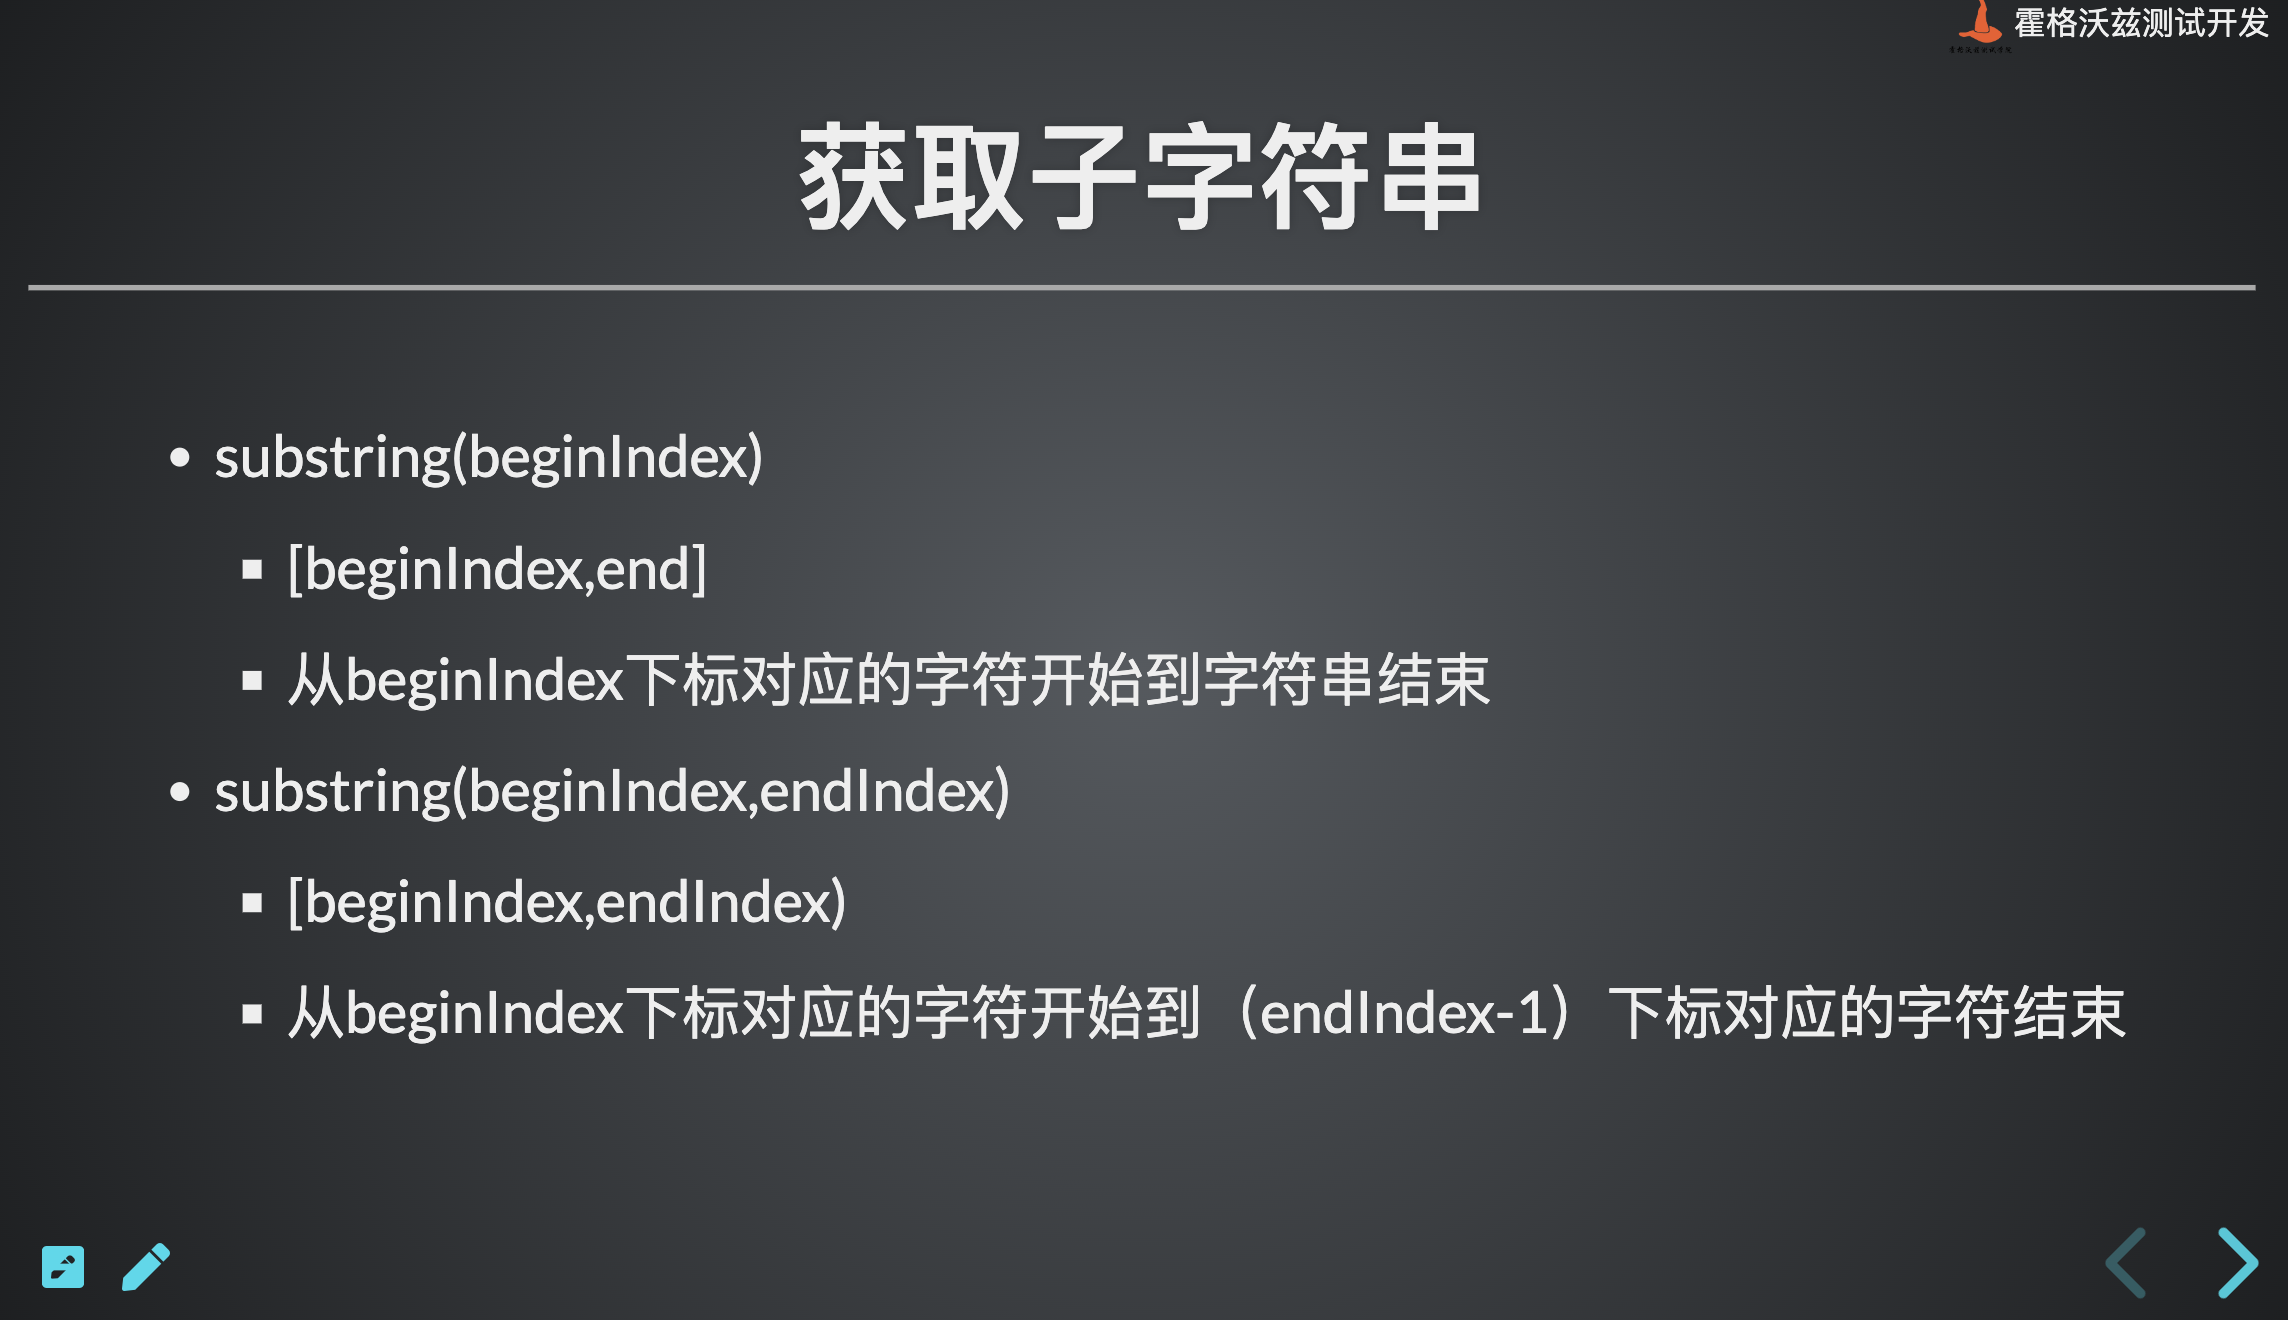 霍格沃兹测试开发
获取子字符串
substring(beginIndex)
[beginIndex,end]
从beginIndex下标对应的字符开始到字符串结束
substring(beginIndex,endIndex)
[beginIndex,endIndex)
从beginIndex下标对应的字符开始到（endIndex-1）下标对应的字符结束